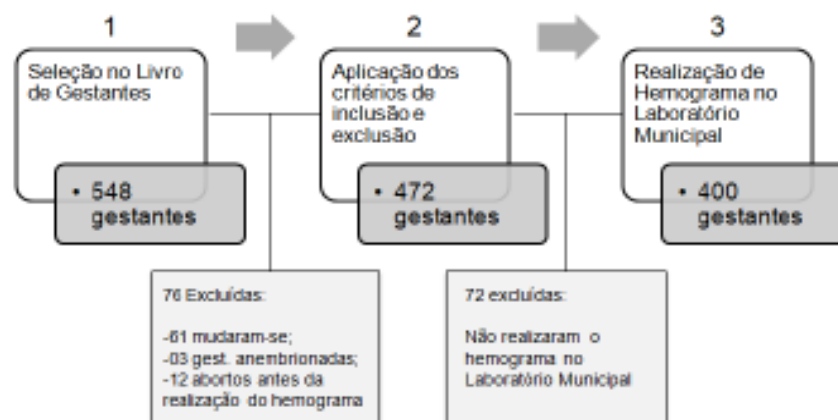 1
Seleção no Livro
de Gestantes
• 548
gestantes
2
Aplicação dos
critérios de
inclusão e
exclusão
• 472
gestantes
3
Realização de
Hemograma no
Laboratório
Municipal
• 400
gestantes
76 Excluídas:
-61 mudaram-se;
-03 gest. anembrionadas;
-12 abortos antes da
realização do hemograma
72 excluídas:
Não realizaram o
hemograma no
Laboratório Municipal